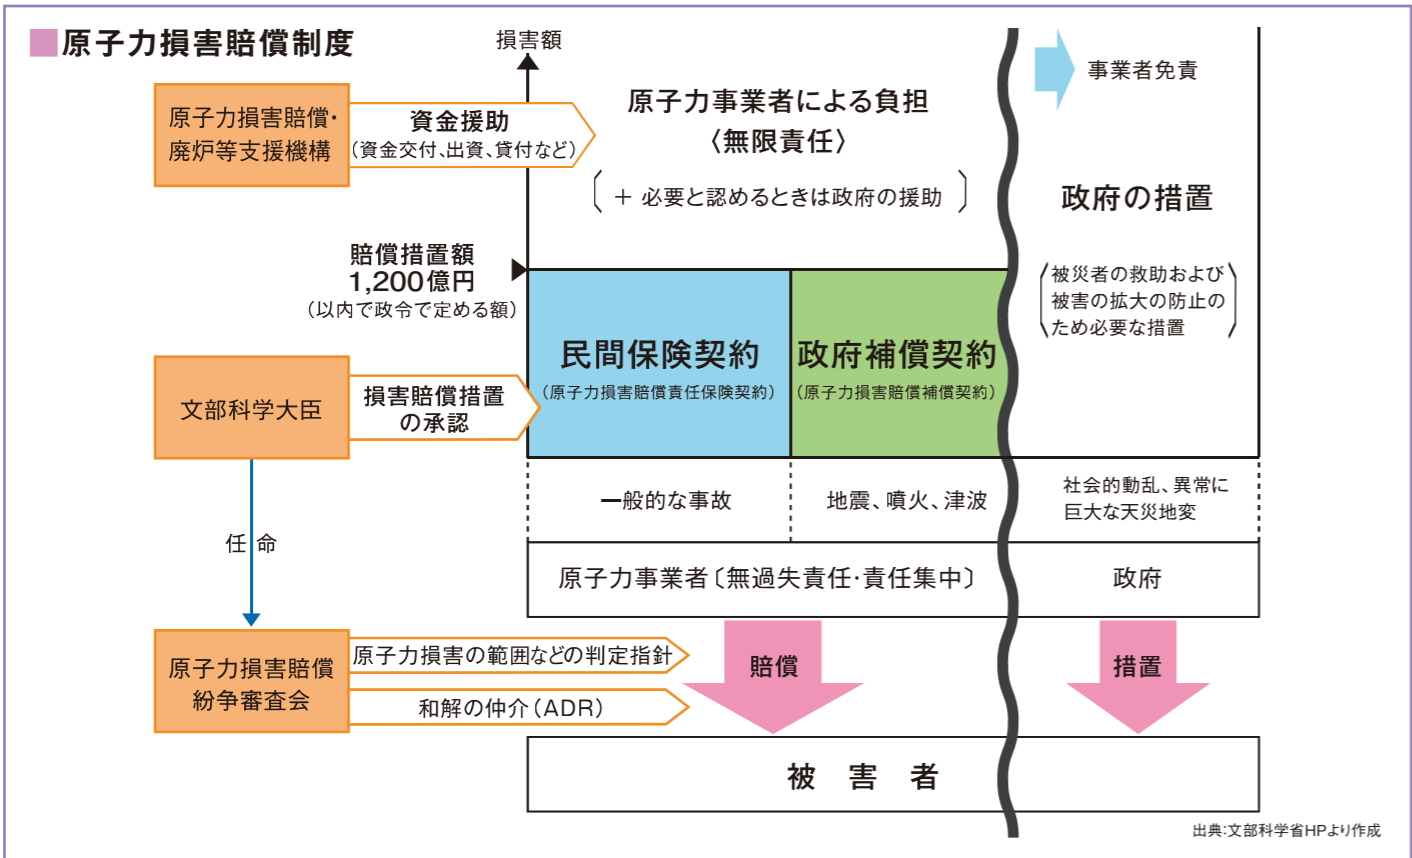 原子力損害賠償制度
損害額
事業者免責
原子力損害賠償・
廃炉等支援機構
資金援助
(資金交付、出資、貸付など)
原子力事業者による負担
〈無限責任〉
〔 + 必要と認めるときは政府の援助 〕
政府の措置
(被災者の救助および
被害の拡大の防止の
ため必要な措置)
賠償措置額
1,200億円
(以内で政令で定める額)
民間保険契約
(原子力損害賠償責任保険契約)
政府補償契約
(原子力損害賠償補償契約)
文部科学大臣
損害賠償措置
の承認
一般的な事故
地震、噴火、津波
社会的動乱、異常に
巨大な天災地変
任命
原子力事業者〔無過失責任・責任集中〕
政府
原子力損害賠償
紛争審査会
原子力損害の範囲などの判定指針
和解の仲介(ADR)
賠償
措置
被害者
出典:文部科学省HPより作成